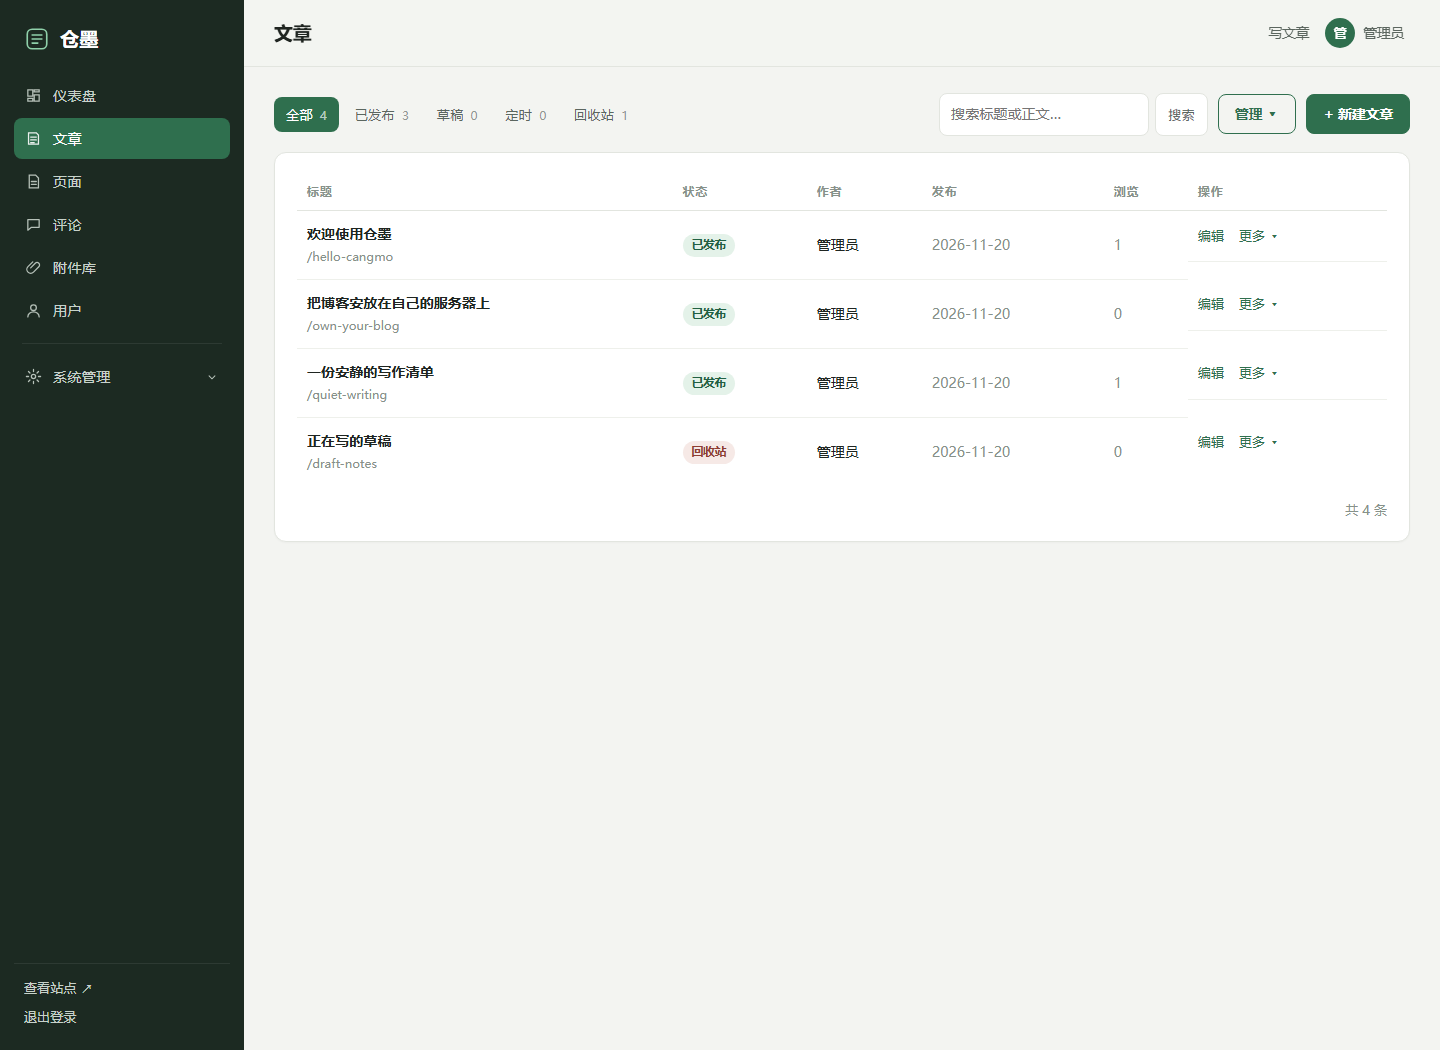 仓墨
仪表盘
文章
页面
评论
附件库
用户
系统管理
查看站点 ↗
退出登录
文章
写文章 管 管理员
全部 4 已发布 3 草稿 0 定时 0 回收站 1 搜索标题或正文... 搜索 管理 ▾ + 新建文章
标题 状态 作者 发布 浏览 操作
欢迎使用仓墨
/hello-cangmo
已发布 管理员 2026-11-20 1 编辑 更多 ▾
把博客安放在自己的服务器上
/own-your-blog
已发布 管理员 2026-11-20 0 编辑 更多 ▾
一份安静的写作清单
/quiet-writing
已发布 管理员 2026-11-20 1 编辑 更多 ▾
正在写的草稿
/draft-notes
回收站 管理员 2026-11-20 0 编辑 更多 ▾
共 4 条